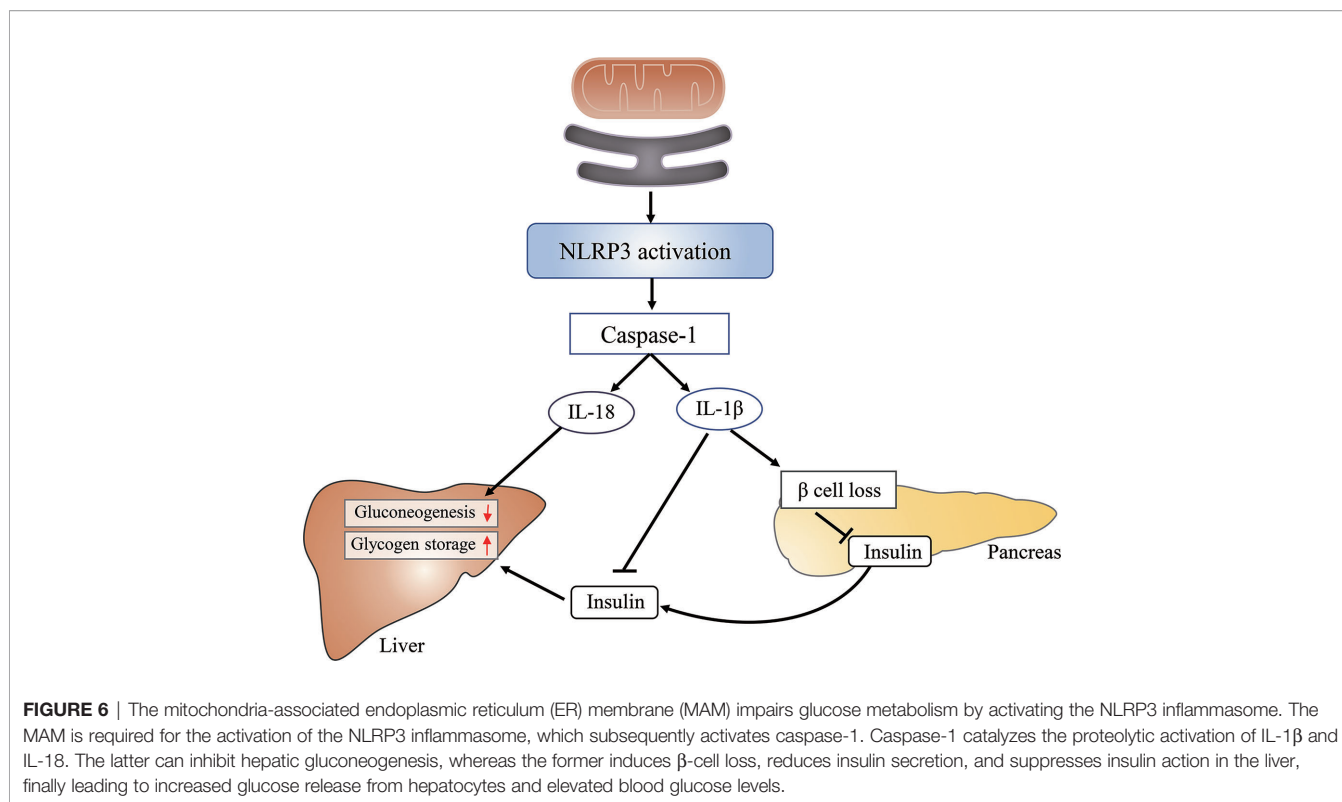 NLRP3 activation
Caspase-1
IL-18
IL-1β
β cell loss
Gluconeogenesis
Glycogen storage
Insulin
Pancreas
Insulin
Liver
FIGURE 6 | The mitochondria-associated endoplasmic reticulum (ER) membrane (MAM) impairs glucose metabolism by activating the NLRP3 inflammasome. The
MAM is required for the activation of the NLRP3 inflammasome, which subsequently activates caspase-1. Caspase-1 catalyzes the proteolytic activation of IL-1β and
IL-18. The latter can inhibit hepatic gluconeogenesis, whereas the former induces β-cell loss, reduces insulin secretion, and suppresses insulin action in the liver,
finally leading to increased glucose release from hepatocytes and elevated blood glucose levels.